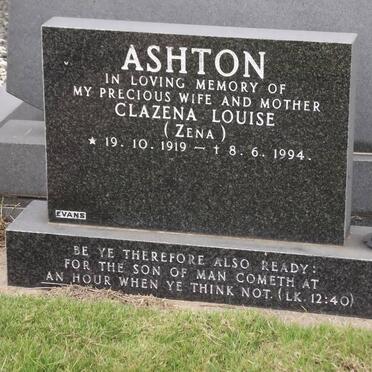 ASHTON
IN LOVING MEMORY OF
MY PRECIOUS WIFE AND MOTHER
CLAZENA LOUISE
(ZENA)
★ 19. 10. 1919 — † 8. 6. 1994.
EVANS
BE YE THEREFORE ALSO READY:
FOR THE SON OF MAN COMETH AT
AN HOUR WHEN YE THINK NOT. (LK. 12:40)